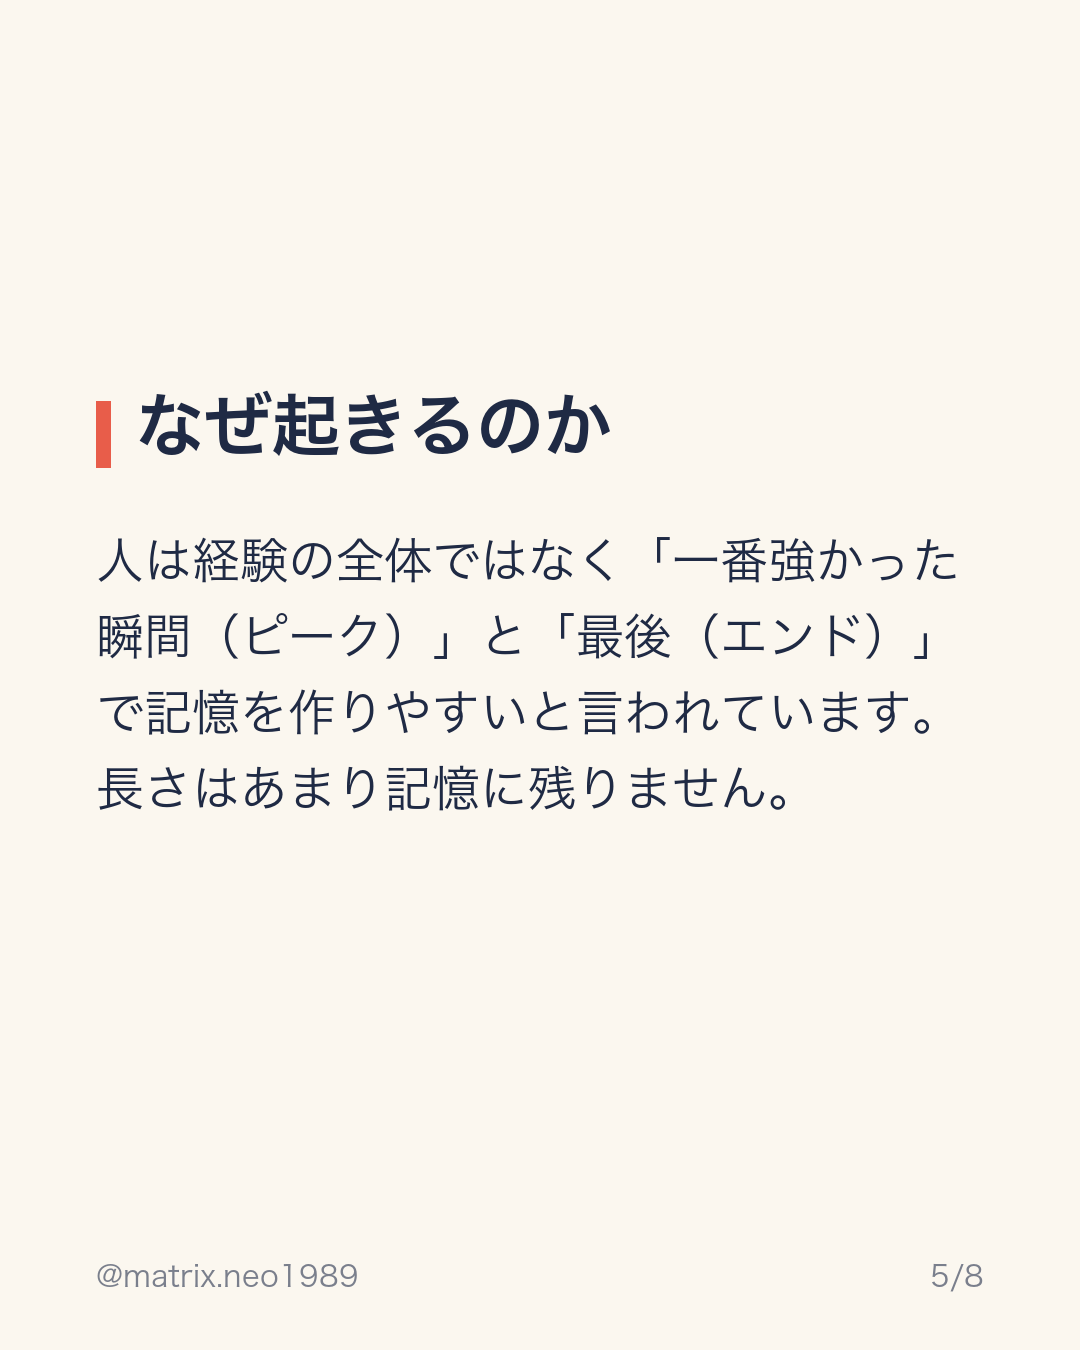 なぜ起きるのか
人は経験の全体ではなく「一番強かった
瞬間（ピーク）」と「最後（エンド）」
で記憶を作りやすいと言われています。
長さはあまり記憶に残りません。
@matrix.neo1989
5/8